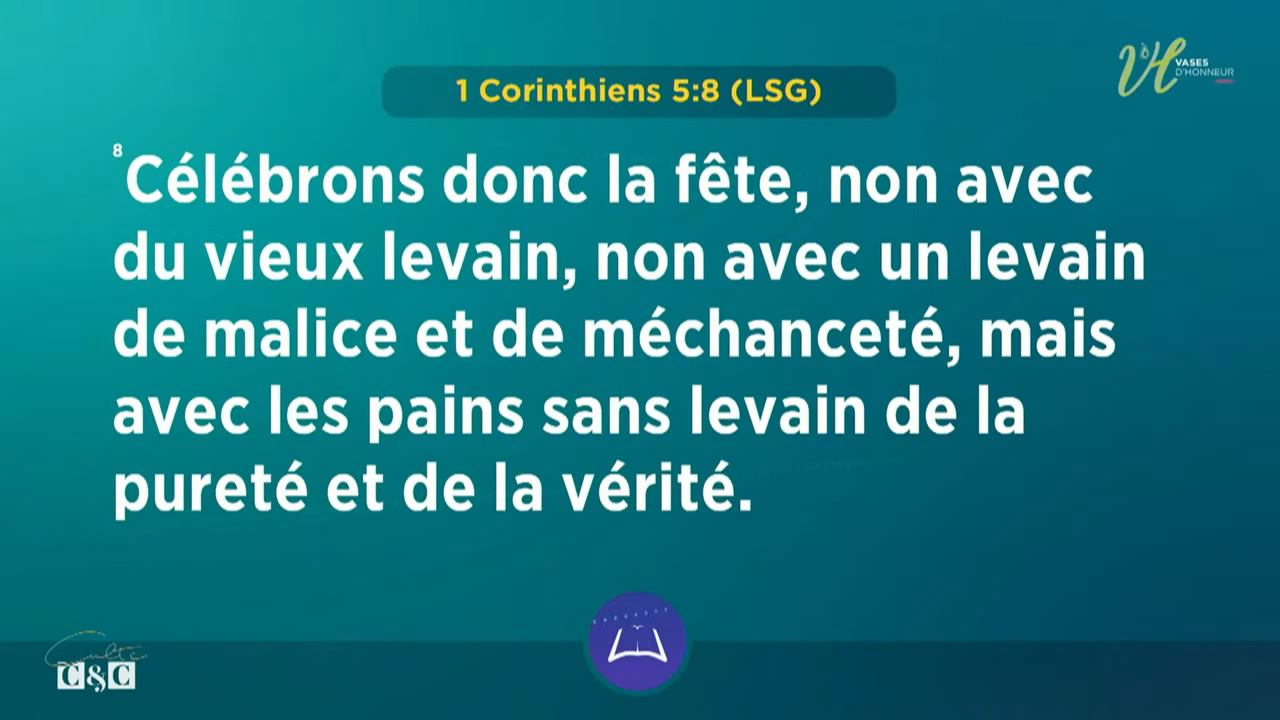 1 Corinthiens 5:8 (LSG)
VH VASES
D'HONNEUR
8 Célébrons donc la fête, non avec
du vieux levain, non avec un levain
de malice et de méchanceté, mais
avec les pains sans levain de la
pureté et de la vérité.
Culte
C&C